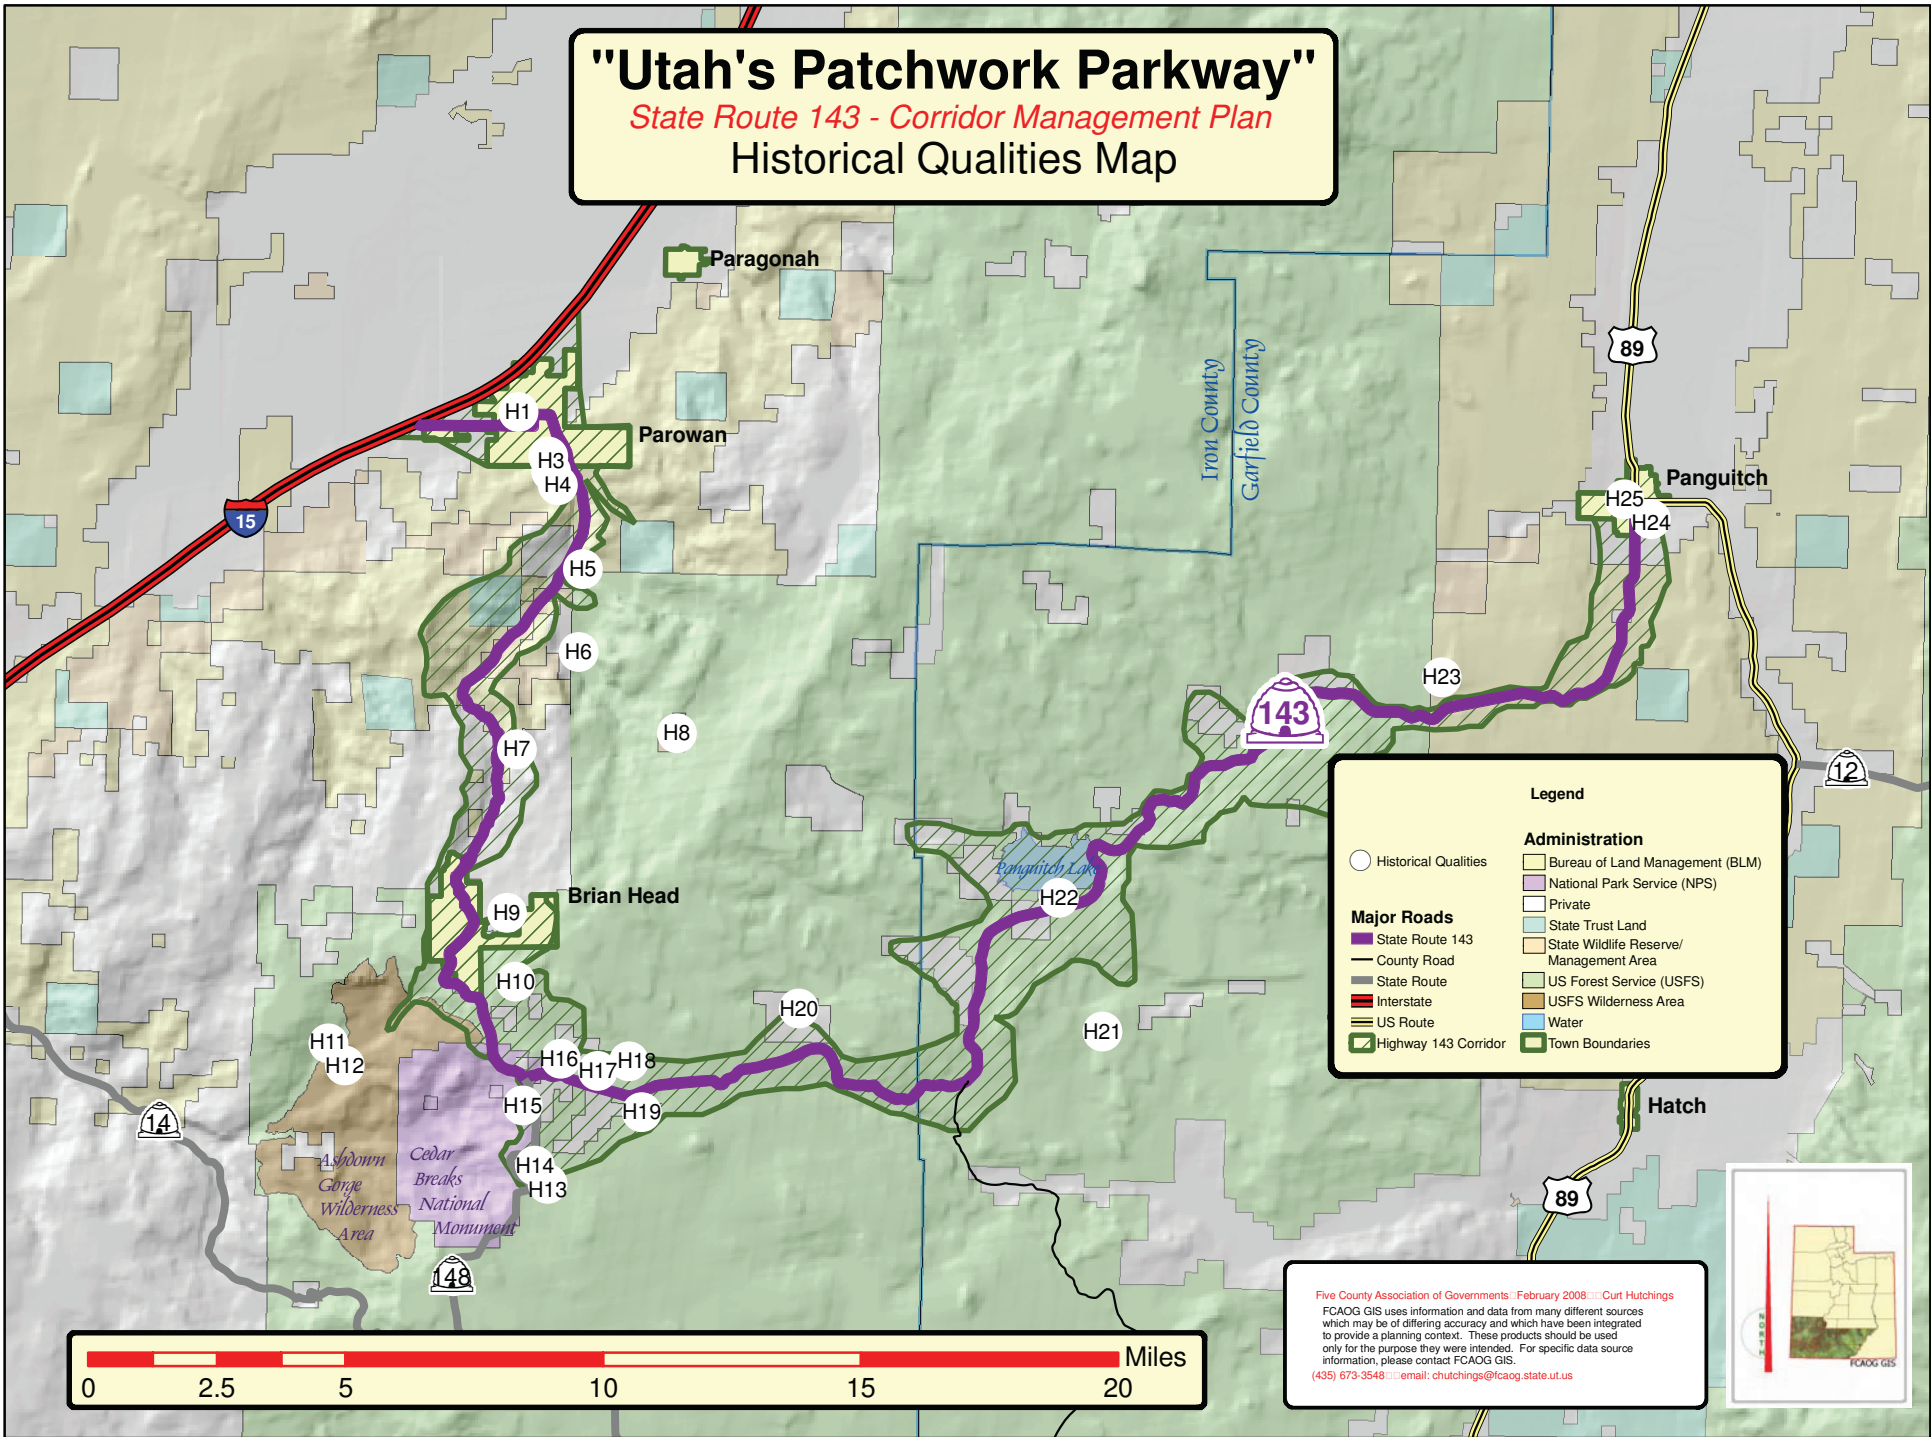 "Utah's Patchwork Parkway"
State Route 143 - Corridor Management Plan
Historical Qualities Map
Paragonah
89
Iron County
Garfield County
H1
Parowan
H3
H4
Panguitch
H25
H24
15
H5
H6
H23
H8
143
H7
12
Panguitch Lake
H22
Brian Head
H9
H10
H20
H21
H11
H12
H16
H17
H18
H15
H19
14
H14
H13
Ashdown
Gorge
Wilderness
Area
Cedar
Breaks
National
Monument
148
Hatch
89
Legend
Historical Qualities
Major Roads
State Route 143
County Road
State Route
Interstate
US Route
Highway 143 Corridor
Administration
Bureau of Land Management (BLM)
National Park Service (NPS)
Private
State Trust Land
State Wildlife Reserve/
Management Area
US Forest Service (USFS)
USFS Wilderness Area
Water
Town Boundaries
Five County Association of Governments□February 2008□□Curt Hutchings
FCAOG GIS uses information and data from many different sources
which may be of differing accuracy and which have been integrated
to provide a planning context. These products should be used
only for the purpose they were intended. For specific data source
information, please contact FCAOG GIS.
(435) 673-3548□□email: chutchings@fcaog.state.ut.us
NORTH
FCAOG GIS
Miles
0 2.5 5 10 15 20